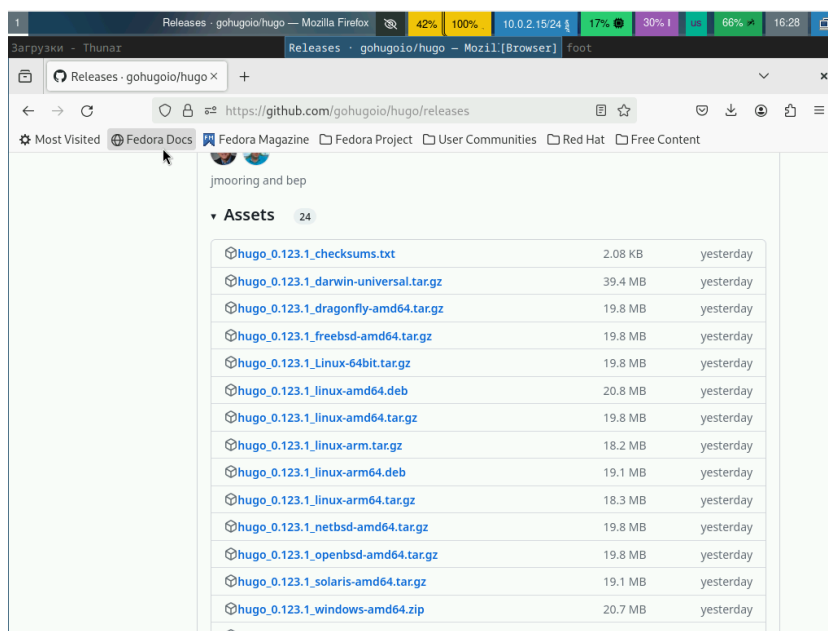 1 Releases · gohugoio/hugo — Mozilla Firefox 42% 100% 10.0.2.15/24 17% 30% us 66% 16:28
Загрузки - Thunar Releases · gohugoio/hugo — Mozil [Browser] foot
Releases · gohugoio/hugo ×
https://github.com/gohugoio/hugo/releases
Most Visited Fedora Docs Fedora Magazine Fedora Project User Communities Red Hat Free Content
jmooring and bep
Assets 24
hugo_0.123.1_checksums.txt 2.08 KB yesterday
hugo_0.123.1_darwin-universal.tar.gz 39.4 MB yesterday
hugo_0.123.1_dragonfly-amd64.tar.gz 19.8 MB yesterday
hugo_0.123.1_freebsd-amd64.tar.gz 19.8 MB yesterday
hugo_0.123.1_Linux-64bit.tar.gz 19.8 MB yesterday
hugo_0.123.1_linux-amd64.deb 20.8 MB yesterday
hugo_0.123.1_linux-amd64.tar.gz 19.8 MB yesterday
hugo_0.123.1_linux-arm.tar.gz 18.2 MB yesterday
hugo_0.123.1_linux-arm64.deb 19.1 MB yesterday
hugo_0.123.1_linux-arm64.tar.gz 18.3 MB yesterday
hugo_0.123.1_netbsd-amd64.tar.gz 19.8 MB yesterday
hugo_0.123.1_openbsd-amd64.tar.gz 19.8 MB yesterday
hugo_0.123.1_solaris-amd64.tar.gz 19.1 MB yesterday
hugo_0.123.1_windows-amd64.zip 20.7 MB yesterday